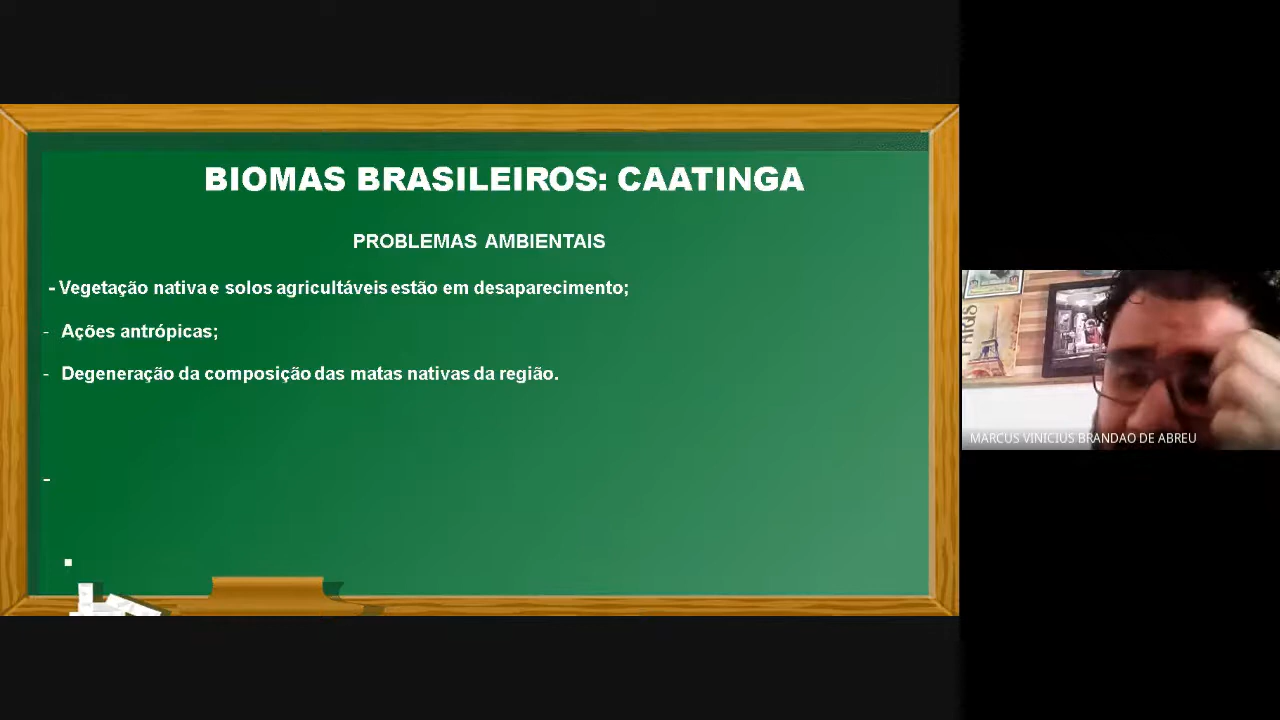 BIOMAS BRASILEIROS: CAATINGA
PROBLEMAS AMBIENTAIS
- Vegetação nativa e solos agricultáveis estão em desaparecimento;
- Ações antrópicas;
- Degeneração da composição das matas nativas da região.
-
PARIS
MARCUS VINICIUS BRANDAO DE ABREU